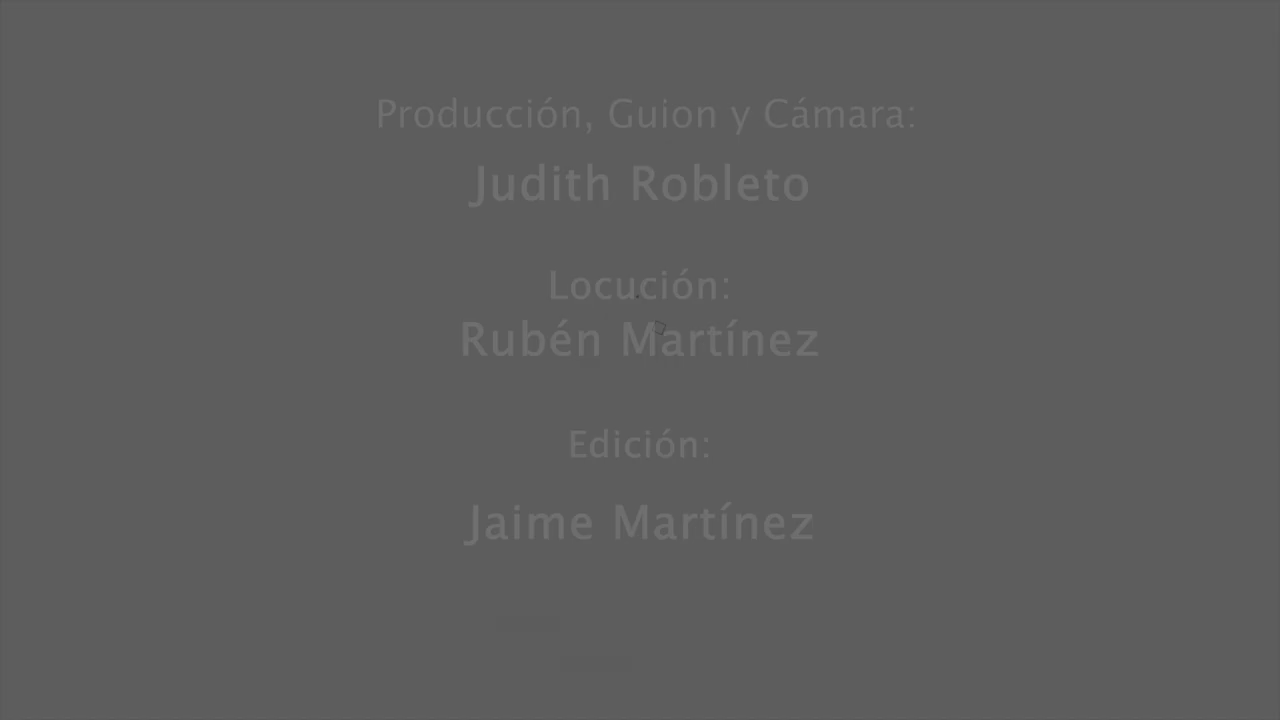 Producción, Guion y Cámara:
Judith Robleto
Locución:
Rubén Martínez
Edición:
Jaime Martínez